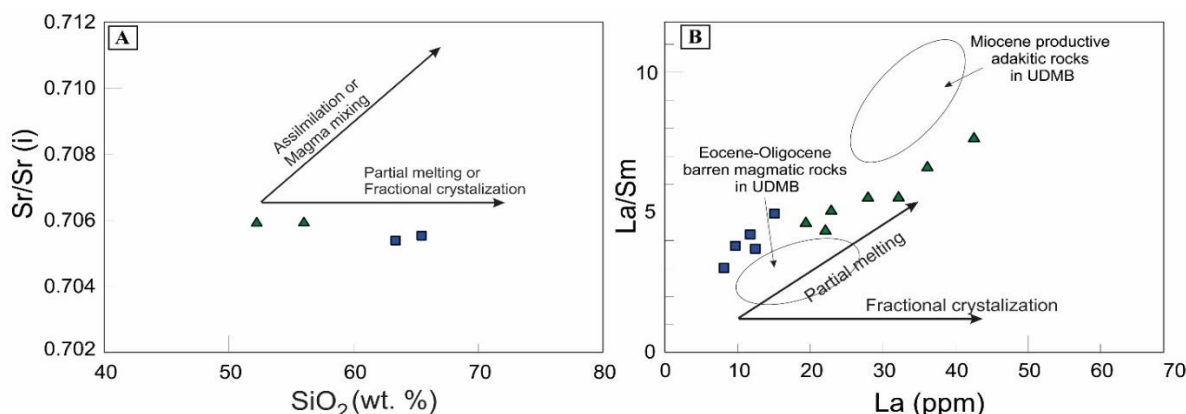 A
0.712
0.710
0.708
0.706
0.704
0.702
Sr/Sr (i)
Assilmilation or
Magma mixing
Partial melting or
Fractional crystalization
40
50
60
70
80
SiO2 (wt. %)
B
10
5
0
La/Sm
Miocene productive
adakitic rocks
in UDMB
Eocene-Oligocene
barren magmatic rocks
in UDMB
Partial melting
Fractional crystalization
0
10
20
30
40
50
60
70
La (ppm)